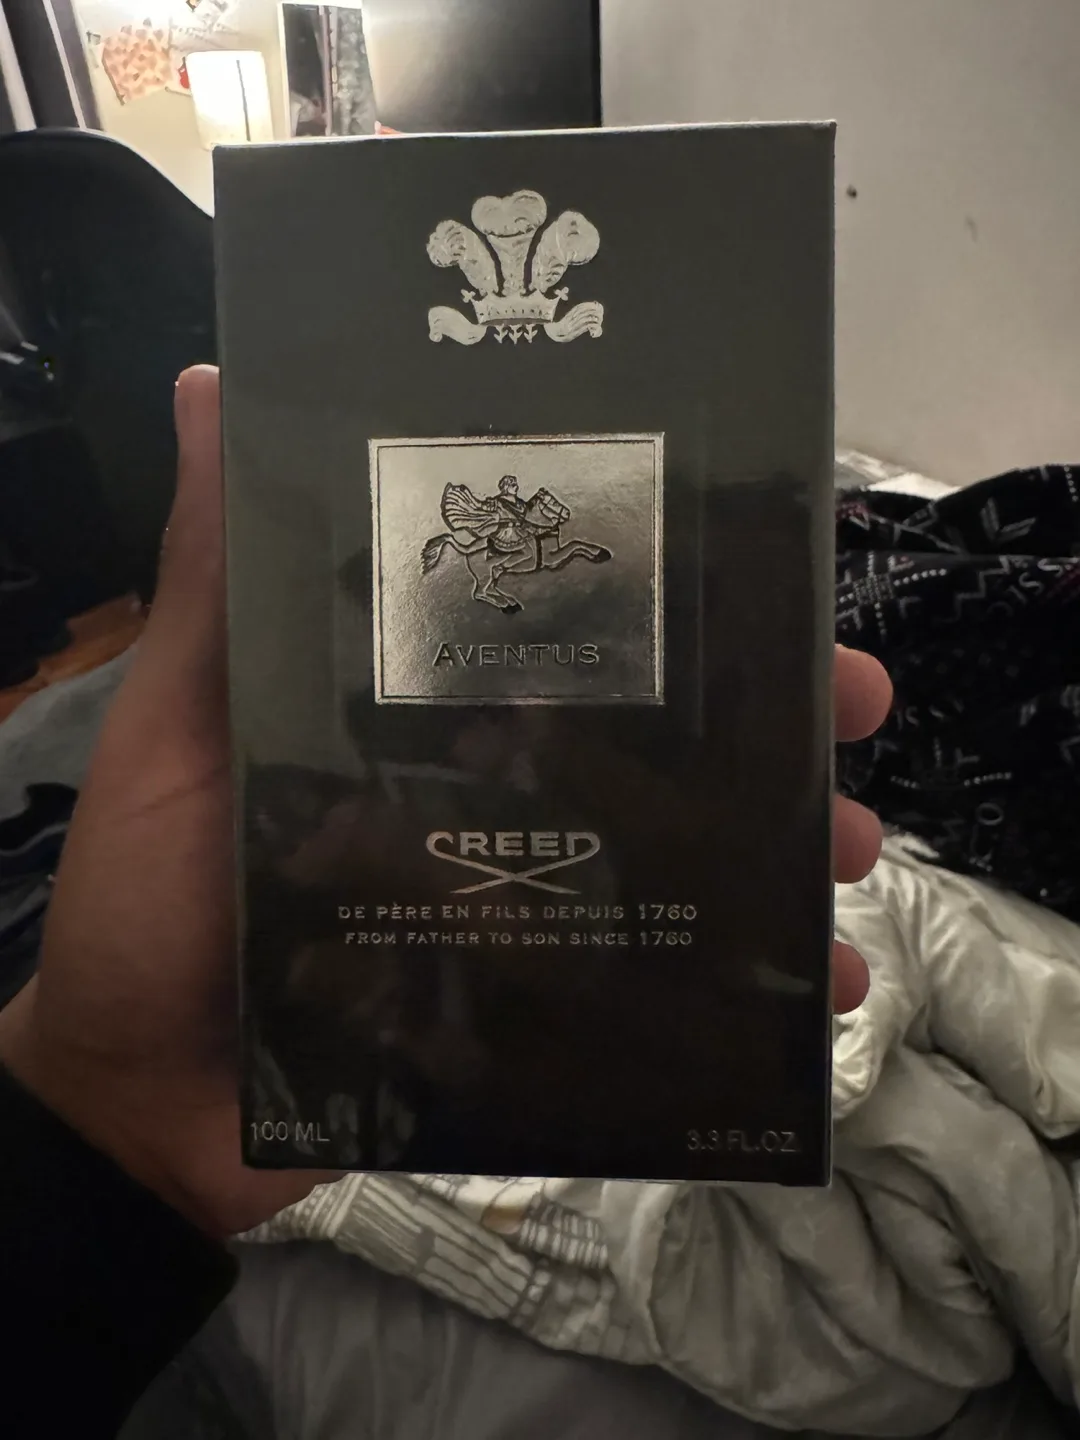 AVENTUS
CREED
DE PÈRE EN FILS DEPUIS 1760
FROM FATHER TO SON SINCE 1760
100 ML
3.3 FL.OZ.